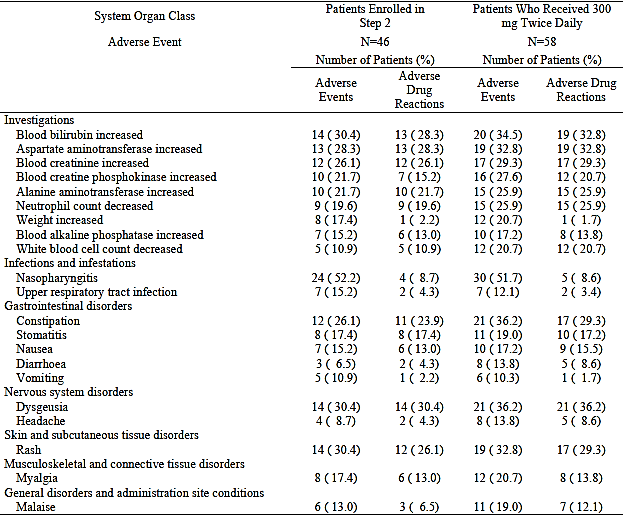 System Organ Class Patients Enrolled in Step 2 Patients Who Received 300 mg Twice Daily
Adverse Event N=46 N=58
Number of Patients (%) Number of Patients (%)
Adverse Events Adverse Drug Reactions Adverse Events Adverse Drug Reactions
Investigations
Blood bilirubin increased 14 ( 30.4) 13 ( 28.3) 20 ( 34.5) 19 ( 32.8)
Aspartate aminotransferase increased 13 ( 28.3) 13 ( 28.3) 19 ( 32.8) 19 ( 32.8)
Blood creatinine increased 12 ( 26.1) 12 ( 26.1) 17 ( 29.3) 17 ( 29.3)
Blood creatine phosphokinase increased 10 ( 21.7) 7 ( 15.2) 16 ( 27.6) 12 ( 20.7)
Alanine aminotransferase increased 10 ( 21.7) 10 ( 21.7) 15 ( 25.9) 15 ( 25.9)
Neutrophil count decreased 9 ( 19.6) 9 ( 19.6) 15 ( 25.9) 15 ( 25.9)
Weight increased 8 ( 17.4) 1 ( 2.2) 12 ( 20.7) 1 ( 1.7)
Blood alkaline phosphatase increased 7 ( 15.2) 6 ( 13.0) 10 ( 17.2) 8 ( 13.8)
White blood cell count decreased 5 ( 10.9) 5 ( 10.9) 12 ( 20.7) 12 ( 20.7)
Infections and infestations
Nasopharyngitis 24 ( 52.2) 4 ( 8.7) 30 ( 51.7) 5 ( 8.6)
Upper respiratory tract infection 7 ( 15.2) 2 ( 4.3) 7 ( 12.1) 2 ( 3.4)
Gastrointestinal disorders
Constipation 12 ( 26.1) 11 ( 23.9) 21 ( 36.2) 17 ( 29.3)
Stomatitis 8 ( 17.4) 8 ( 17.4) 11 ( 19.0) 10 ( 17.2)
Nausea 7 ( 15.2) 6 ( 13.0) 10 ( 17.2) 9 ( 15.5)
Diarrhoea 3 ( 6.5) 2 ( 4.3) 8 ( 13.8) 5 ( 8.6)
Vomiting 5 ( 10.9) 1 ( 2.2) 6 ( 10.3) 1 ( 1.7)
Nervous system disorders
Dysgeusia 14 ( 30.4) 14 ( 30.4) 21 ( 36.2) 21 ( 36.2)
Headache 4 ( 8.7) 2 ( 4.3) 8 ( 13.8) 5 ( 8.6)
Skin and subcutaneous tissue disorders
Rash 14 ( 30.4) 12 ( 26.1) 19 ( 32.8) 17 ( 29.3)
Musculoskeletal and connective tissue disorders
Myalgia 8 ( 17.4) 6 ( 13.0) 12 ( 20.7) 8 ( 13.8)
General disorders and administration site conditions
Malaise 6 ( 13.0) 3 ( 6.5) 11 ( 19.0) 7 ( 12.1)